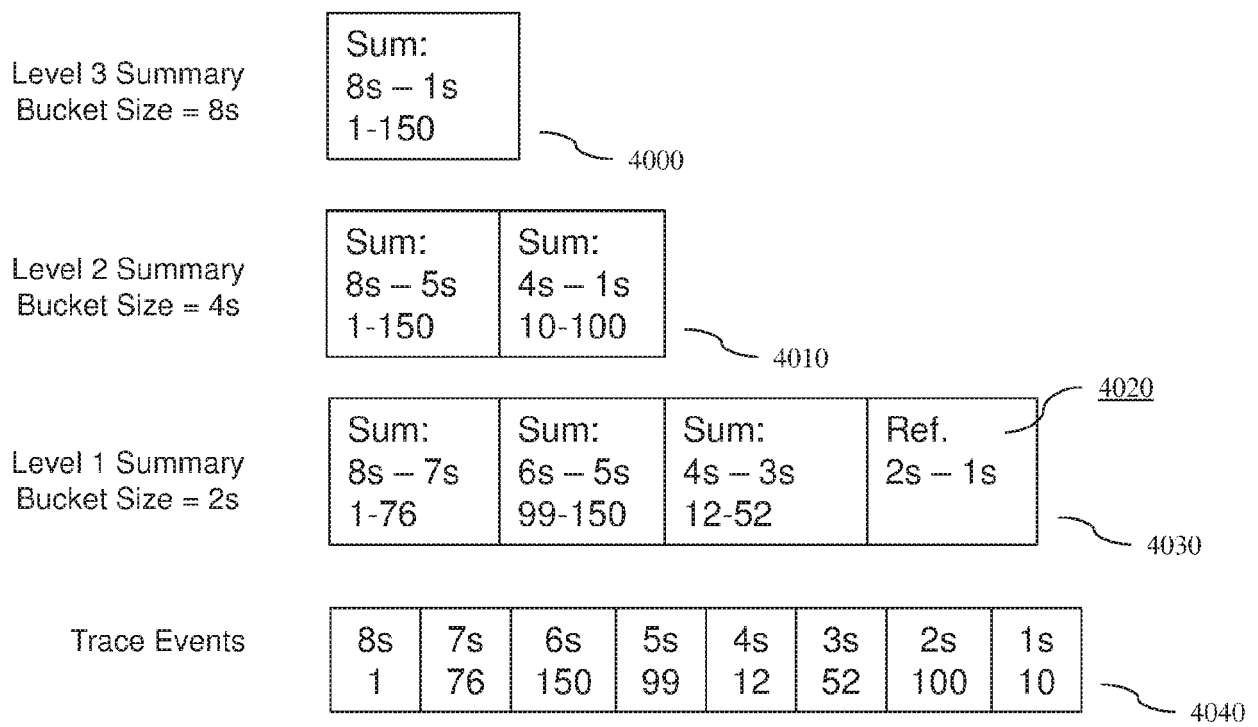 Level 3 Summary
Bucket Size = 8s
Sum:
8s – 1s
1-150
4000
Level 2 Summary
Bucket Size = 4s
Sum:
8s – 5s
1-150
Sum:
4s – 1s
10-100
4010
Level 1 Summary
Bucket Size = 2s
Sum:
8s – 7s
1-76
Sum:
6s – 5s
99-150
Sum:
4s – 3s
12-52
Ref.
2s – 1s
4020
4030
Trace Events
8s 7s 6s 5s 4s 3s 2s 1s
1 76 150 99 12 52 100 10
4040